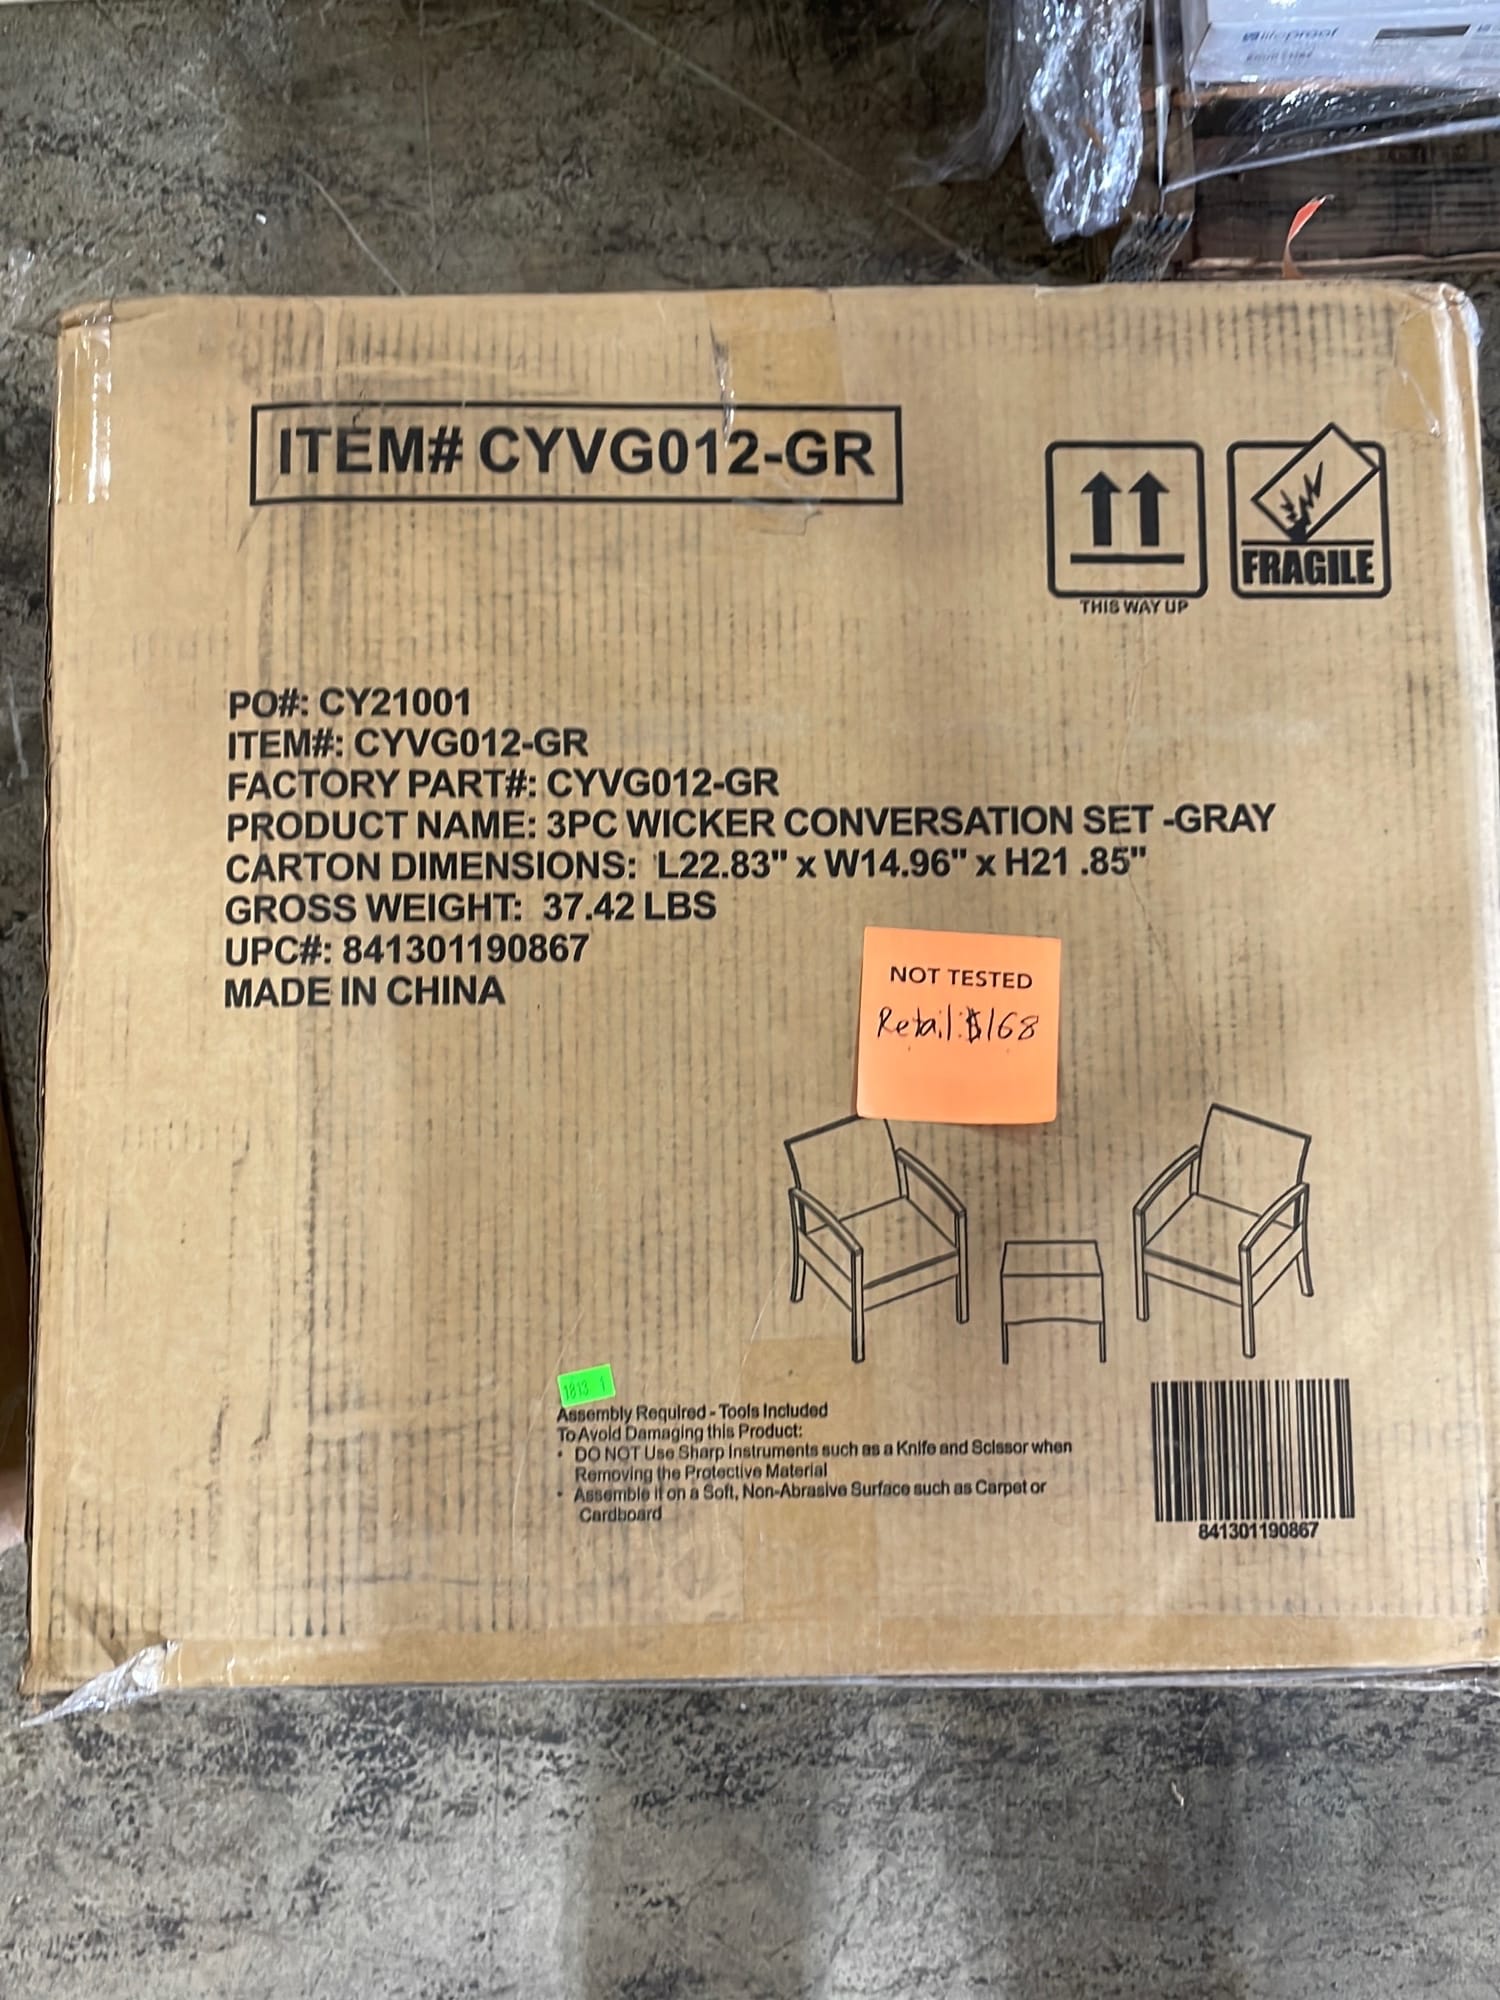 lifeproof
ITEM# CYVG012-GR
THIS WAY UP
FRAGILE
PO#: CY21001
ITEM#: CYVG012-GR
FACTORY PART#: CYVG012-GR
PRODUCT NAME: 3PC WICKER CONVERSATION SET -GRAY
CARTON DIMENSIONS: L22.83" x W14.96" x H21 .85"
GROSS WEIGHT: 37.42 LBS
UPC#: 841301190867
MADE IN CHINA
NOT TESTED
Retail: $168
1813 1
Assembly Required - Tools Included
To Avoid Damaging this Product:
• DO NOT Use Sharp Instruments such as a Knife and Scissor when
Removing the Protective Material
• Assemble it on a Soft, Non-Abrasive Surface such as Carpet or
Cardboard
841301190867